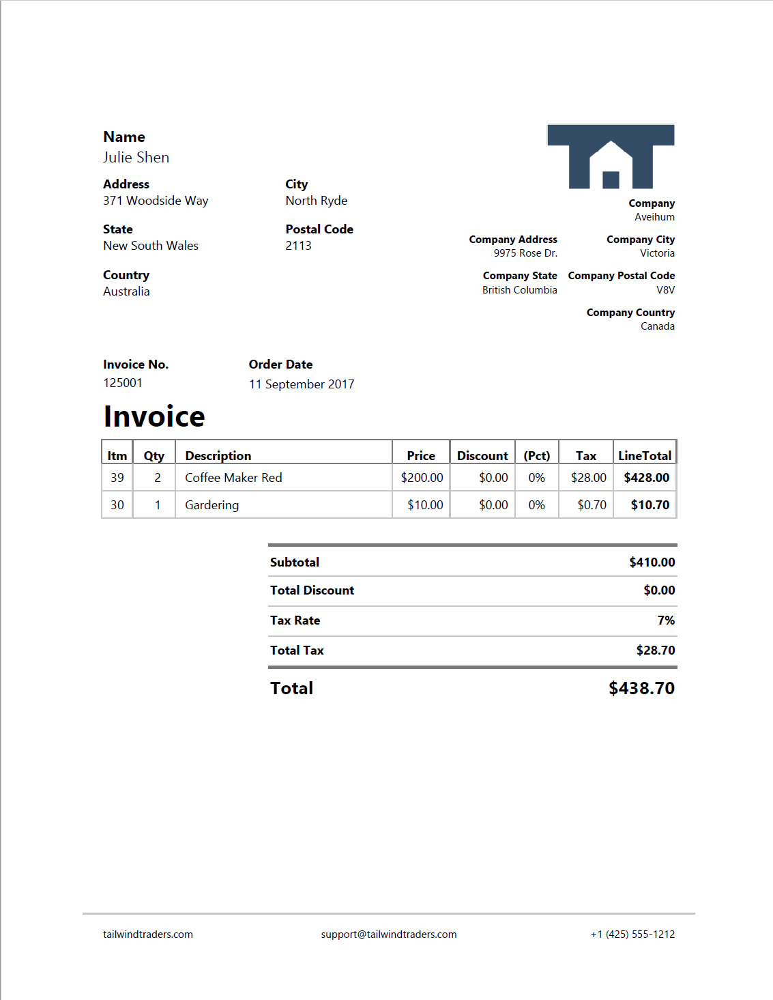 Name
Julie Shen
Address City
371 Woodside Way North Ryde
State Postal Code
New South Wales 2113
Country
Australia
Company
Aveihum
Company Address Company City
9975 Rose Dr. Victoria
Company State Company Postal Code
British Columbia V8V
Company Country
Canada
Invoice No. Order Date
125001 11 September 2017
Invoice
Itm Qty Description Price Discount (Pct) Tax LineTotal
39 2 Coffee Maker Red $200.00 $0.00 0% $28.00 $428.00
30 1 Gardering $10.00 $0.00 0% $0.70 $10.70
Subtotal $410.00
Total Discount $0.00
Tax Rate 7%
Total Tax $28.70
Total $438.70
tailwindtraders.com support@tailwindtraders.com +1 (425) 555-1212